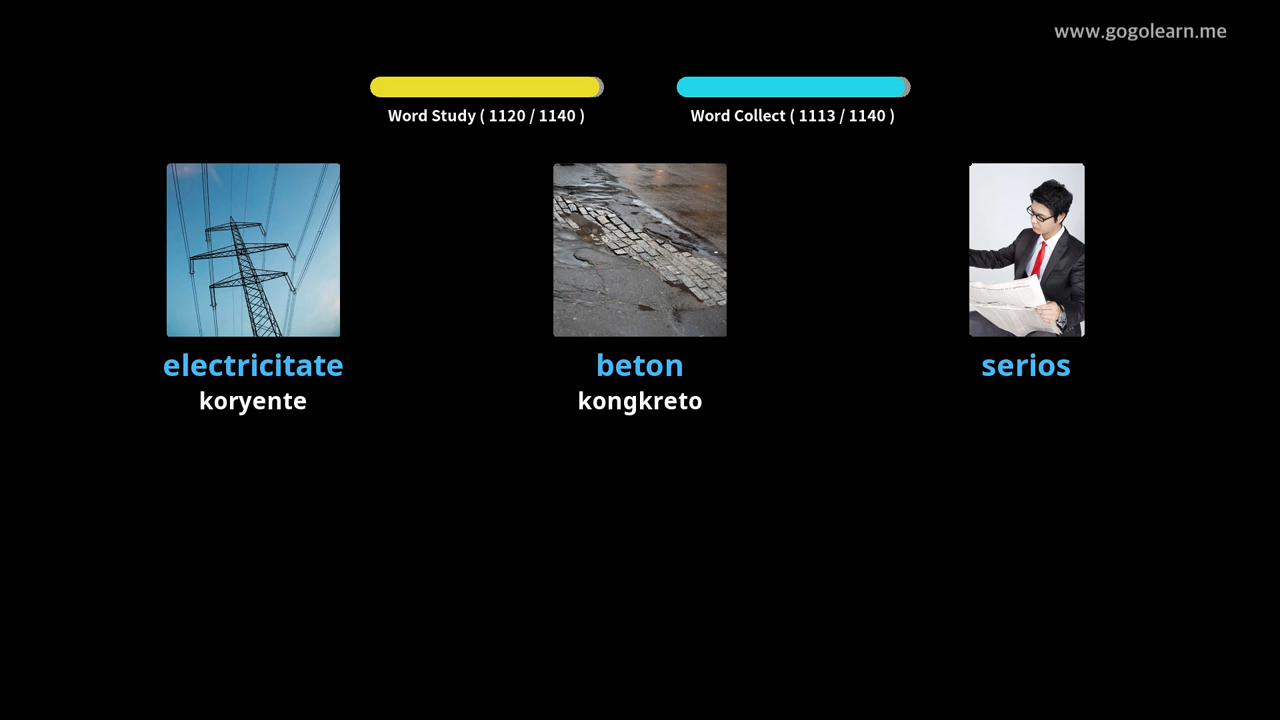 www.gogolearn.me
Word Study ( 1120 / 1140 )
Word Collect ( 1113 / 1140 )
electricitate
koryente
beton
kongkreto
serios